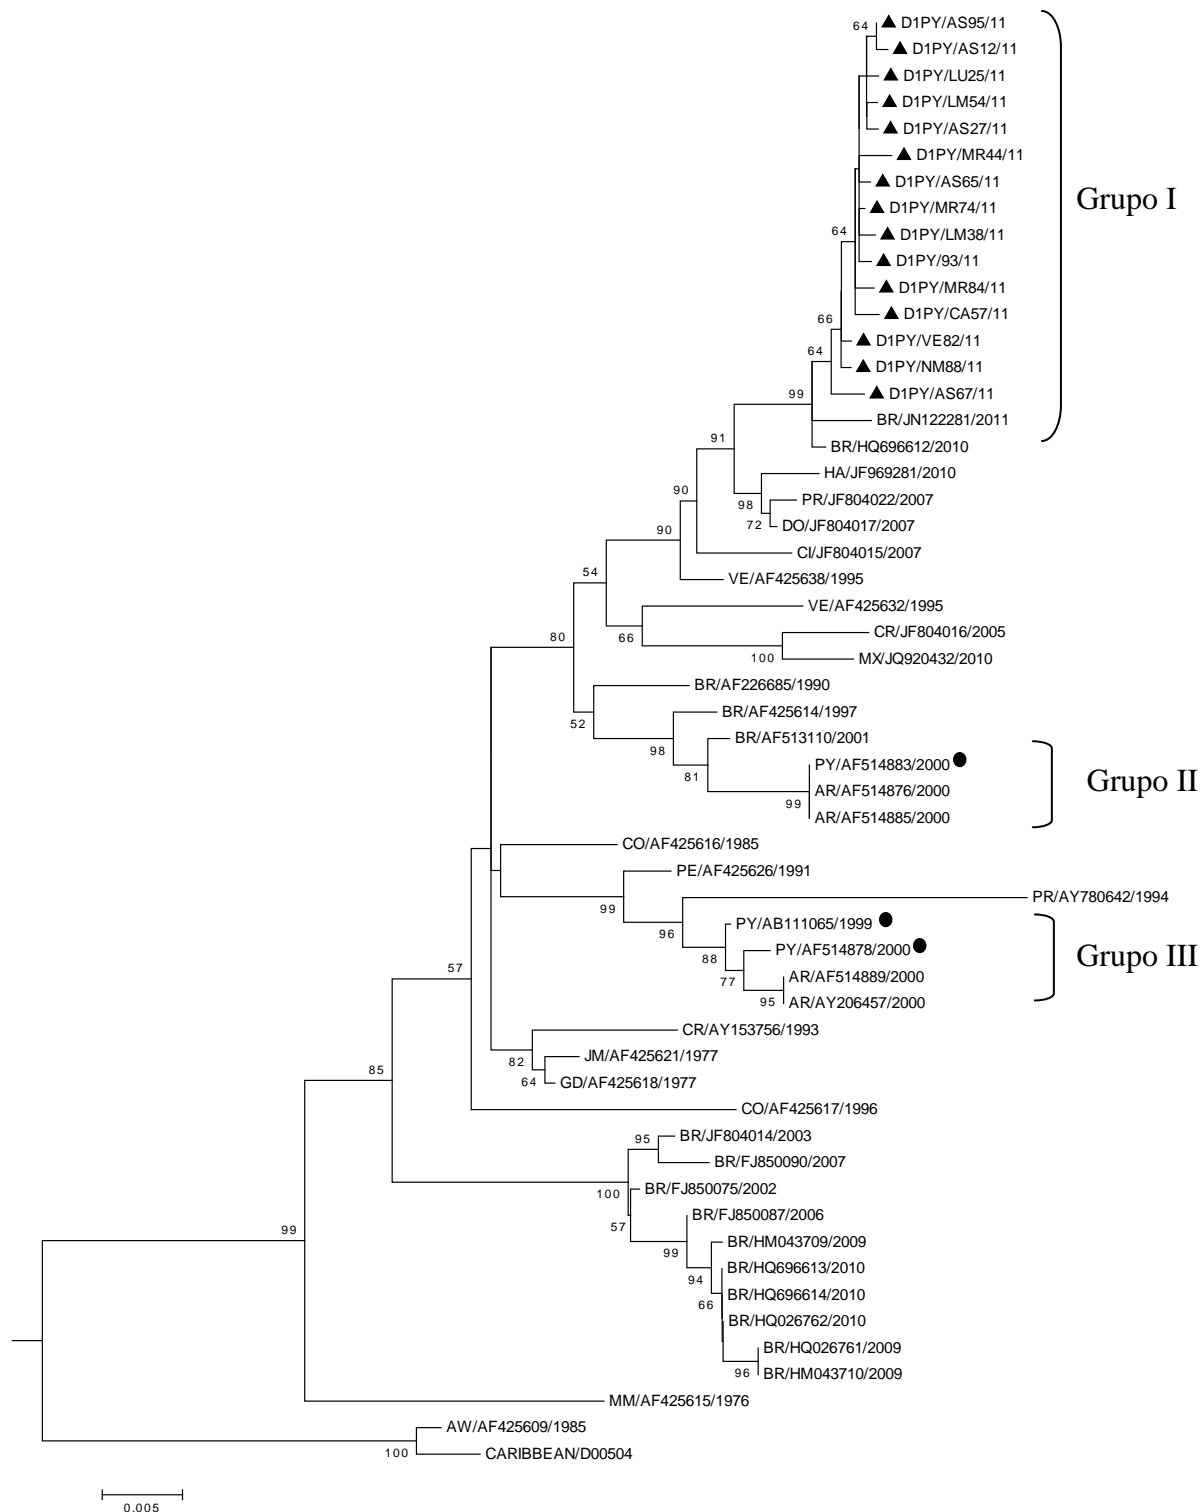 64
D1PY/AS95/11
D1PY/AS12/11
D1PY/LU25/11
D1PY/LM54/11
D1PY/AS27/11
D1PY/MR44/11
D1PY/AS65/11
D1PY/MR74/11
Grupo I
64
D1PY/LM38/11
D1PY/93/11
D1PY/MR84/11
D1PY/CA57/11
66
D1PY/VE82/11
64
D1PY/NM88/11
D1PY/AS67/11
99
BR/JN122281/2011
91
BR/HQ696612/2010
HA/JF969281/2010
90
98
PR/JF804022/2007
72
DO/JF804017/2007
90
CI/JF804015/2007
54
VE/AF425638/1995
VE/AF425632/1995
80
66
CR/JF804016/2005
100
MX/JQ920432/2010
BR/AF226685/1990
52
BR/AF425614/1997
98
BR/AF513110/2001
81
PY/AF514883/2000
Grupo II
99
AR/AF514876/2000
AR/AF514885/2000
CO/AF425616/1985
PE/AF425626/1991
99
PR/AY780642/1994
96
PY/AB111065/1999
88
PY/AF514878/2000
Grupo III
57
77
AR/AF514889/2000
95
AR/AY206457/2000
CR/AY153756/1993
82
JM/AF425621/1977
85
64
GD/AF425618/1977
CO/AF425617/1996
95
BR/JF804014/2003
BR/FJ850090/2007
100
BR/FJ850075/2002
57
BR/FJ850087/2006
99
99
BR/HM043709/2009
94
BR/HQ696613/2010
66
BR/HQ696614/2010
BR/HQ026762/2010
BR/HQ026761/2009
96
BR/HM043710/2009
MM/AF425615/1976
AW/AF425609/1985
100
CARIBBEAN/D00504
0.005